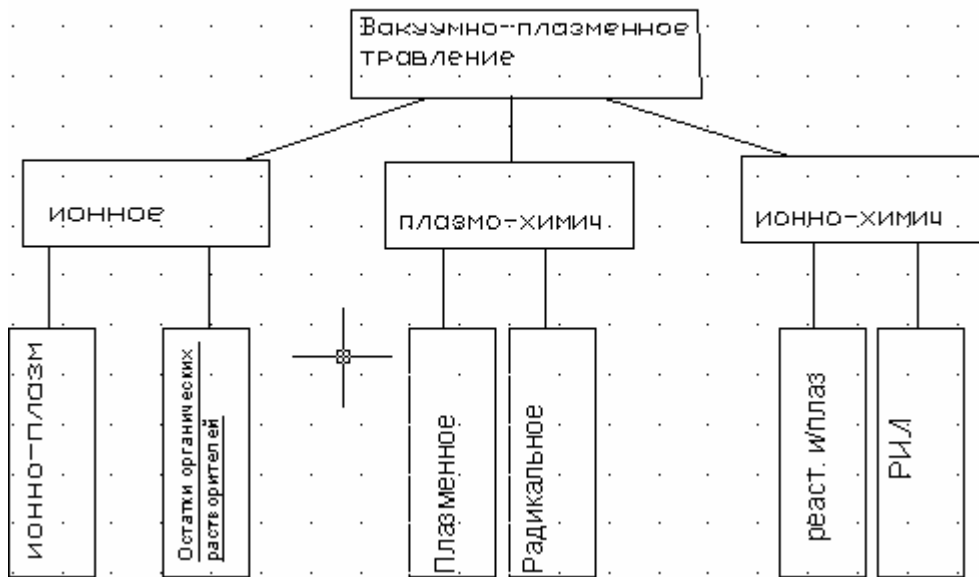 Вакуумно-плазменное
травление
ионное
плазмо-химич.
ионно-химич
ионно-плазм
Остатки органических
растворителей
Плазменное
Радикальное
реаст. и/плаз
РИЛ